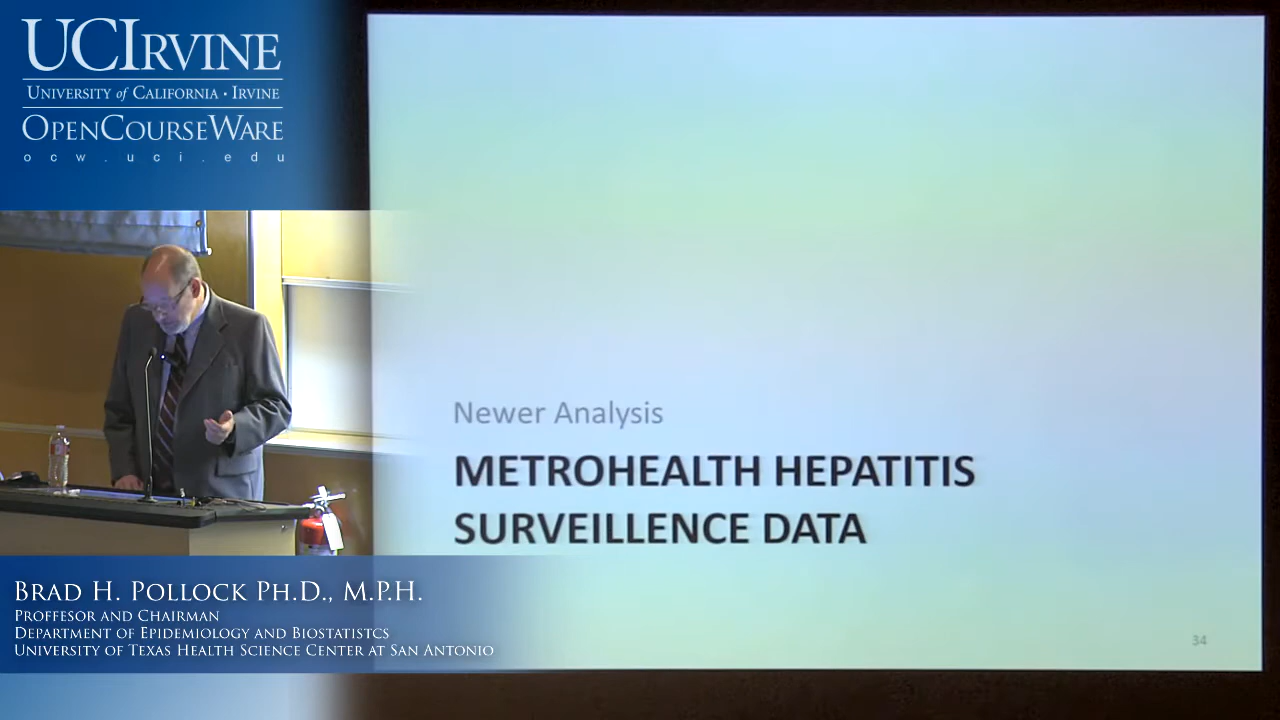 UCIRVINE
UNIVERSITY of CALIFORNIA · IRVINE
OPENCOURSEWARE
ocw.uci.edu
Newer Analysis
METROHEALTH HEPATITIS
SURVEILLENCE DATA
34
BRAD H. POLLOCK PH.D., M.P.H.
PROFFESOR AND CHAIRMAN
DEPARTMENT OF EPIDEMIOLOGY AND BIOSTATISTCS
UNIVERSITY OF TEXAS HEALTH SCIENCE CENTER AT SAN ANTONIO